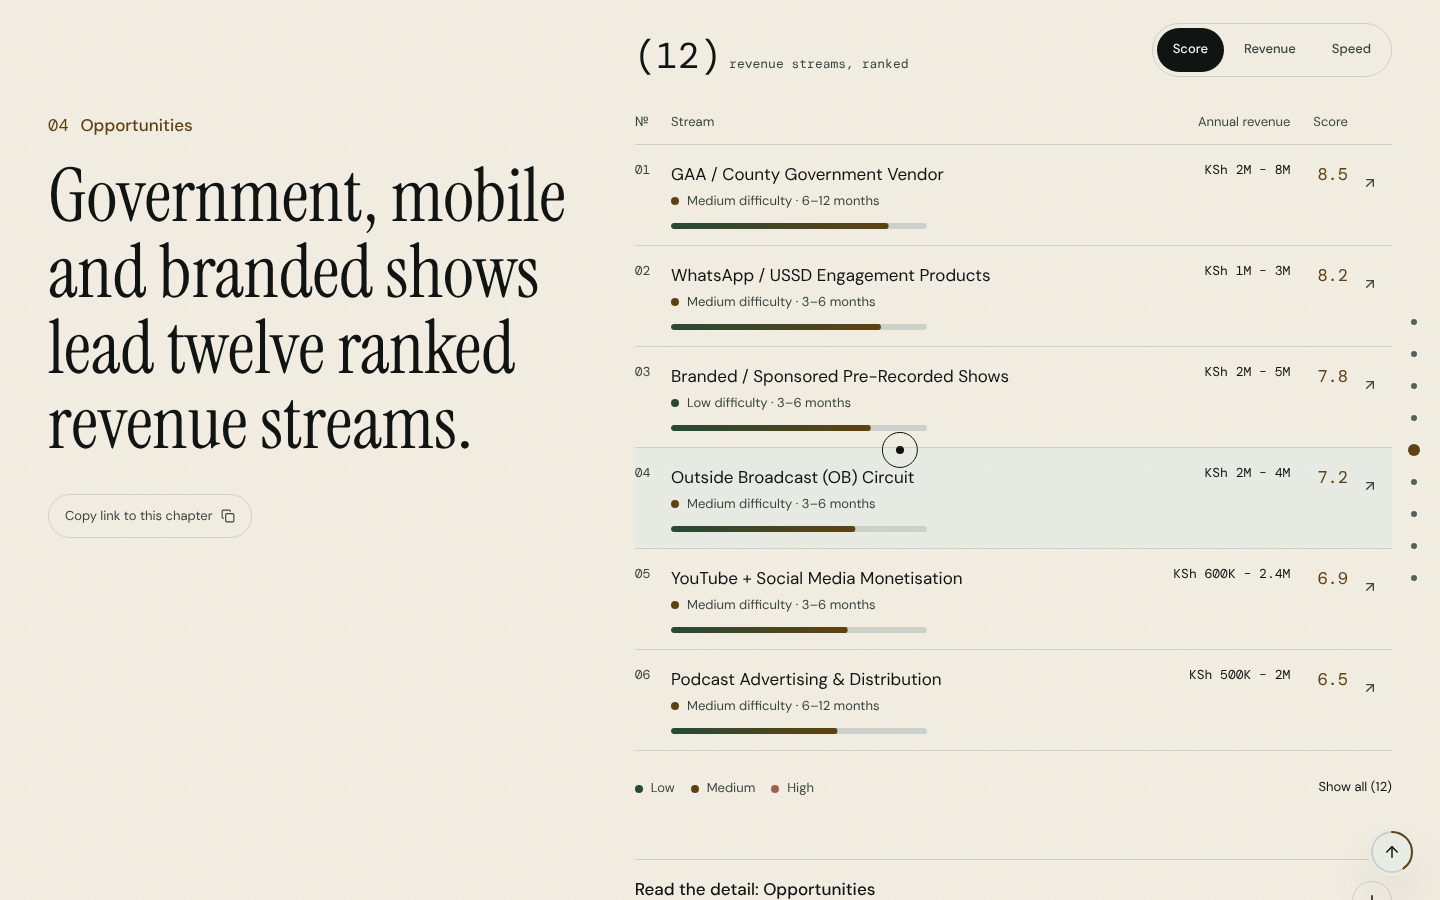 (12) revenue streams, ranked
Score Revenue Speed
04 Opportunities
Government, mobile
and branded shows
lead twelve ranked
revenue streams.
Copy link to this chapter
№ Stream Annual revenue Score
01 GAA / County Government Vendor KSh 2M – 8M 8.5
Medium difficulty · 6–12 months
02 WhatsApp / USSD Engagement Products KSh 1M – 3M 8.2
Medium difficulty · 3–6 months
03 Branded / Sponsored Pre-Recorded Shows KSh 2M – 5M 7.8
Low difficulty · 3–6 months
04 Outside Broadcast (OB) Circuit KSh 2M – 4M 7.2
Medium difficulty · 3–6 months
05 YouTube + Social Media Monetisation KSh 600K – 2.4M 6.9
Medium difficulty · 3–6 months
06 Podcast Advertising & Distribution KSh 500K – 2M 6.5
Medium difficulty · 6–12 months
Low Medium High
Show all (12)
Read the detail: Opportunities